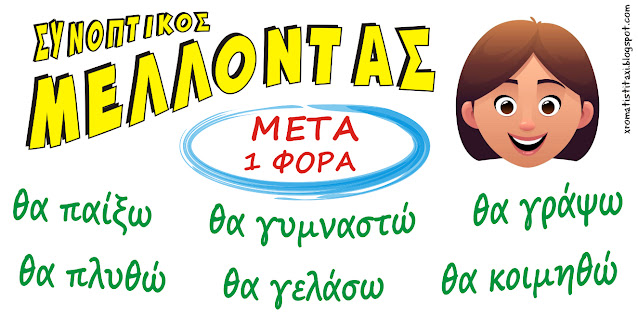 ΣΥΝΟΠΤΙΚΟΣ
ΜΕΛΛΟΝΤΑΣ
ΜΕΤΑ
1 ΦΟΡΑ
θα παίξω
θα γυμναστώ
θα γράψω
θα πλυθώ
θα γελάσω
θα κοιμηθώ
xromatistitaxi.blogspot.com